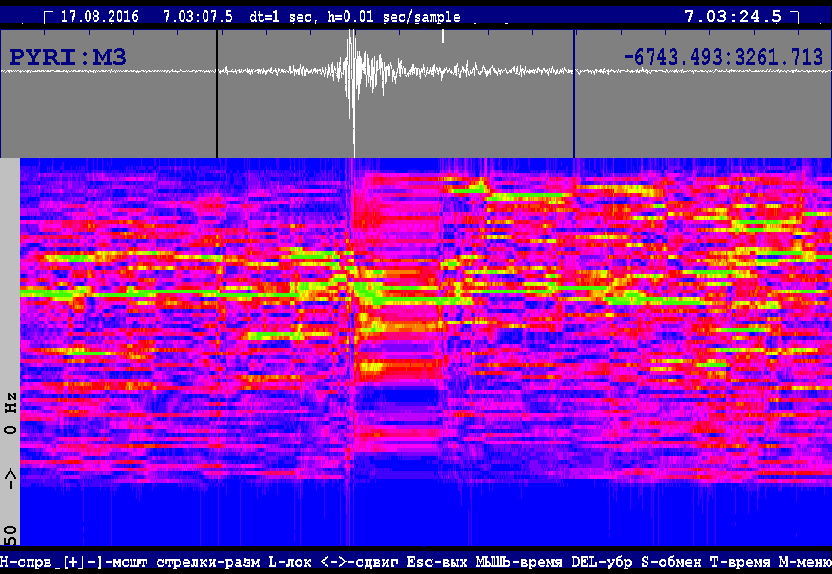 17.08.2016 7.03:07.5 dt=1 sec, h=0.01 sec/sample 7.03:24.5
PYRI:M3 -6743.493:3261.713
50 -> 0 Hz
H-спрв_[+|-]-мсшт стрелки-разм L-лок <->-сдвиг Esc-вых МЫШЬ-время DEL-убр S-обмен T-время M-меню